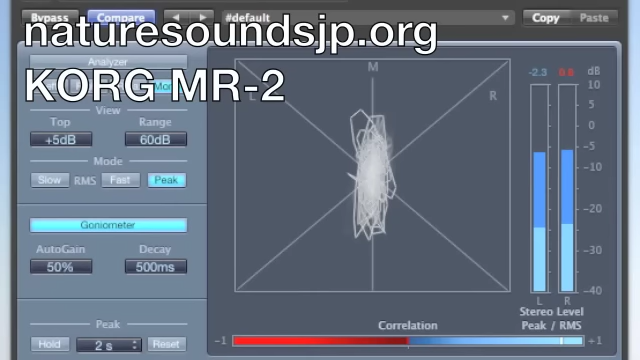 Bypass Compare #default Copy Paste
naturesoundsjp.org
Analyzer
KORG MR-2
View
Top Range
+5dB 60dB
Mode
Slow RMS Fast Peak
Goniometer
AutoGain Decay
50% 500ms
Peak
Hold 2 s Reset
M
L R
-2.3 dB
10
5
0
-5
-10
-20
-30
-40
L R
Stereo Level
Peak / RMS
Correlation
-1 +1